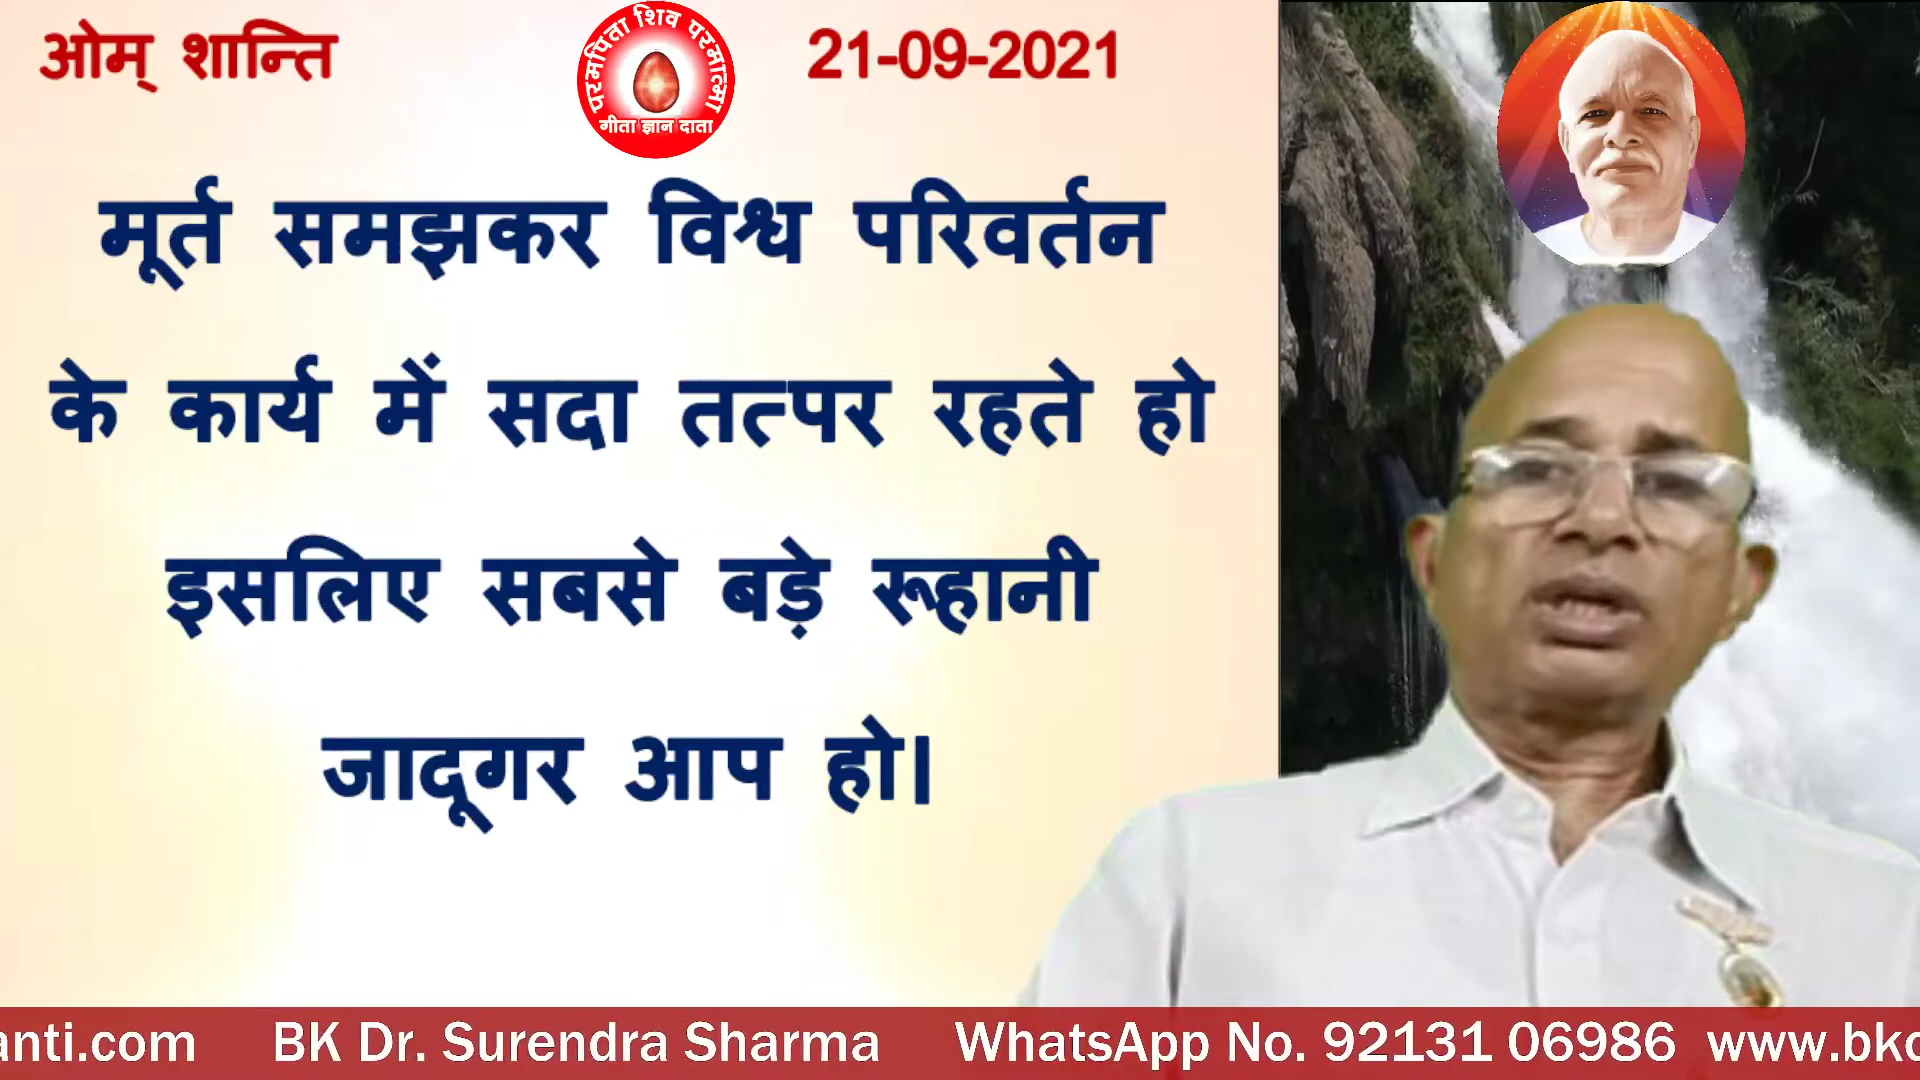 ओम् शान्ति
परमपिता शिव परमात्मा
गीता ज्ञान दाता
21-09-2021
मूर्त समझकर विश्व परिवर्तन
के कार्य में सदा तत्पर रहते हो
इसलिए सबसे बड़े रूहानी
जादूगर आप हो।
anti.com BK Dr. Surendra Sharma WhatsApp No. 92131 06986 www.bko